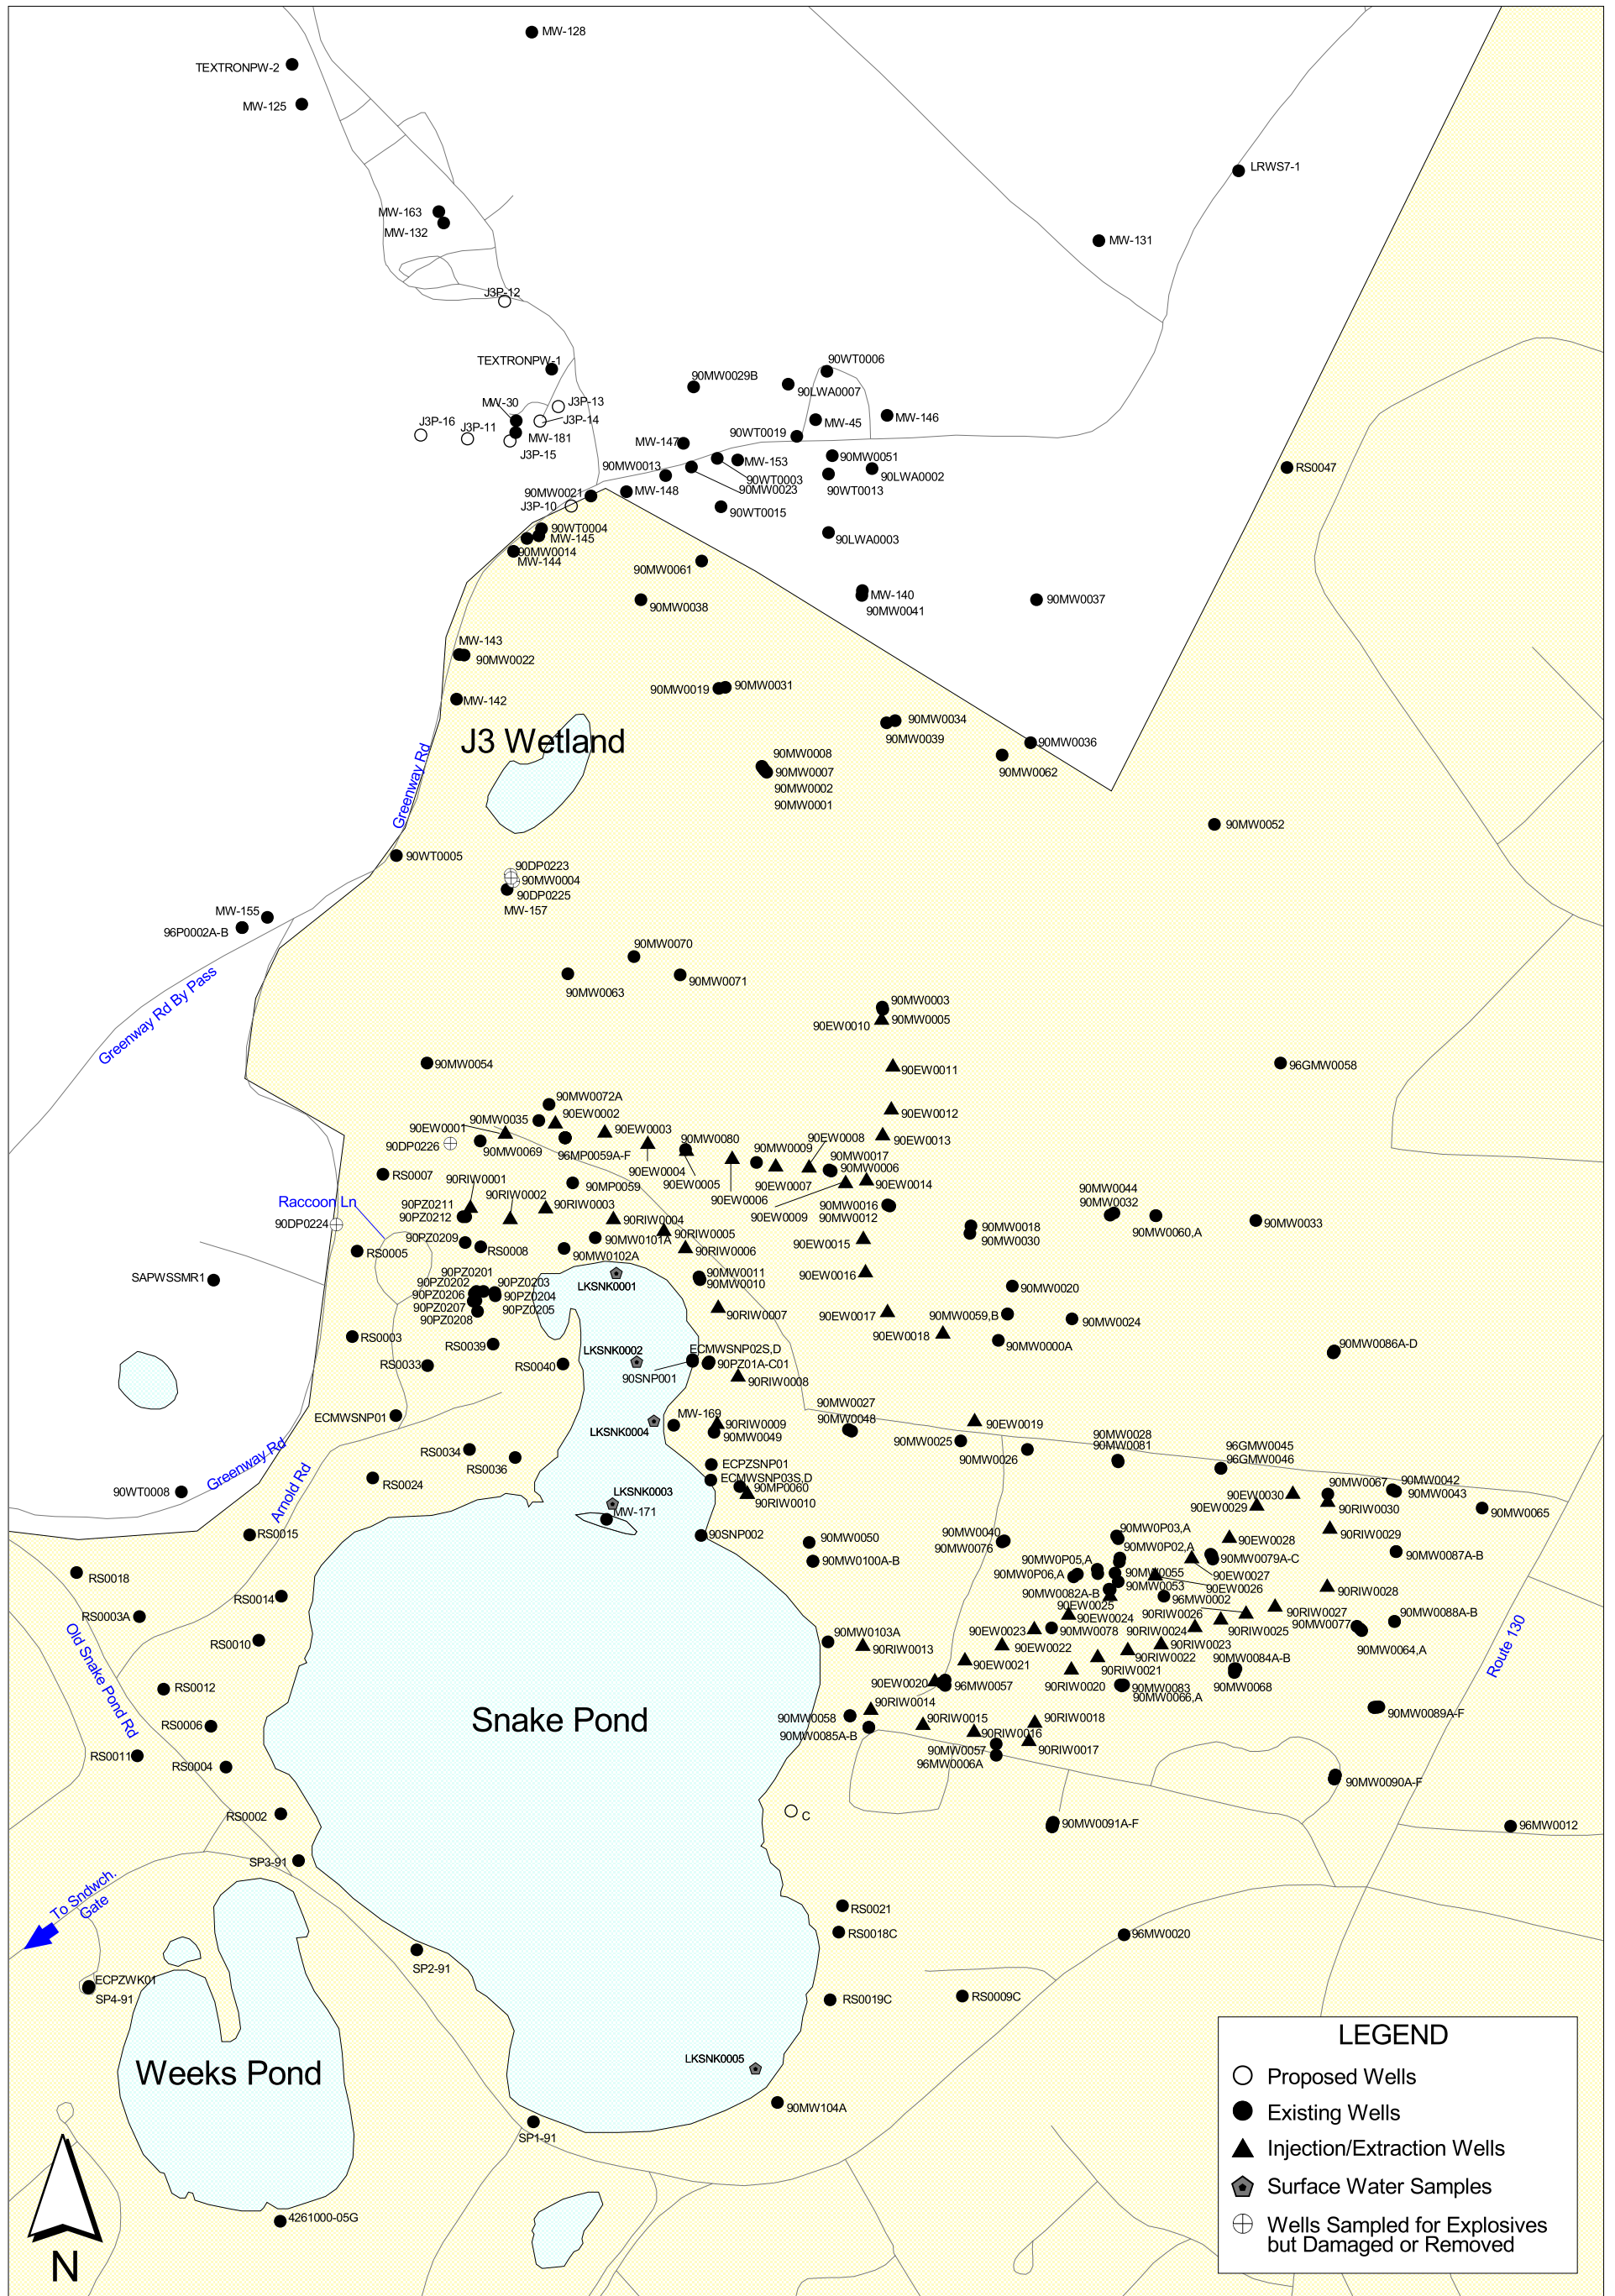 MW-128
TEXTRONPW-2
MW-125
LRWS7-1
MW-163
MW-132
MW-131
J3P-12
TEXTRONPW-1
90WT0006
90MW0029B
90LWA0007
MW-30
J3P-13
J3P-14
J3P-16
J3P-11
MW-181
J3P-15
MW-45
MW-146
90WT0019
MW-147
90MW0051
MW-153
90MW0013
90WT0003
90LWA0002
90WT0013
RS0047
90MW0023
MW-148
90MW0021
J3P-10
90WT0015
90WT0004
MW-145
90MW0014
MW-144
90LWA0003
90MW0061
MW-140
90MW0041
90MW0038
90MW0037
MW-143
90MW0022
90MW0019
90MW0031
MW-142
90MW0034
90MW0039
J3 Wetland
90MW0036
90MW0062
90MW0008
90MW0007
90MW0002
90MW0001
Greenway Rd
90MW0052
90WT0005
90DP0223
90MW0004
90DP0225
MW-157
MW-155
96P0002A-B
90MW0070
90MW0063
90MW0071
Greenway Rd By Pass
90MW0003
90EW0010
90MW0005
90MW0054
90EW0011
96GMW0058
90MW0072A
90EW0012
90MW0035
90EW0002
90EW0001
90EW0003
90EW0013
90DP0226
90MW0069
96MP0059A-F
90MW0080
90MW0009
90EW0008
90MW0017
90MW0006
RS0007
90EW0004
90EW0005
90EW0007
90EW0014
90RIW0001
90MP0059
90EW0006
90RIW0002
90MW0044
90MW0032
Raccoon Ln
90PZ0211
90RIW0003
90MW0016
90MW0012
90EW0009
90PZ0212
90RIW0004
90MW0060,A
90MW0033
90DP0224
90RIW0005
90MW0018
90MW0030
90PZ0209
RS0008
90MW0101A
90EW0015
RS0005
90MW0102A
90RIW0006
SAPWSSMR1
90PZ0201
90MW0011
90MW0010
90EW0016
90PZ0202
90PZ0203
LKSNK0001
90MW0020
90PZ0206
90PZ0204
90PZ0207
90PZ0205
90PZ0208
90RIW0007
90EW0017
90MW0059,B
90MW0024
RS0003
RS0039
90EW0018
90MW0000A
90MW0086A-D
LKSNK0002
ECMWSNP02S,D
RS0033
RS0040
90PZ01A-C01
90SNP001
90RIW0008
90MW0027
90MW0048
ECMWSNP01
MW-169
90RIW0009
90MW0049
LKSNK0004
90EW0019
90MW0025
90MW0026
90MW0028
90MW0081
96GMW0045
96GMW0046
RS0034
RS0036
Greenway Rd
ECPZSNP01
ECMWSNP03S,D
90MP0060
90RIW0010
RS0024
Arnold Rd
90WT0008
LKSNK0003
MW-171
90MW0067
90MW0042
90MW0043
90EW0030
90EW0029
90RIW0030
90MW0065
RS0015
90SNP002
90MW0050
90MW0040
90MW0076
90MW0P03,A
90EW0028
90RIW0029
90MW0100A-B
90MW0P02,A
90MW0079A-C
90MW0087A-B
90MW0P05,A
90MW0P06,A
90MW0055
90EW0027
RS0018
90MW0053
90EW0026
90RIW0028
90MW0082A-B
96MW0002
RS0014
90EW0025
RS0003A
90EW0024
90RIW0026
90RIW0027
90MW0088A-B
90MW0077
Old Snake Pond Rd
90EW0023
90MW0078
90RIW0024
90RIW0025
90MW0064,A
RS0010
90MW0103A
90RIW0013
90EW0022
90RIW0023
90RIW0022
90MW0084A-B
90EW0021
90RIW0021
Route 130
RS0012
90EW0020
96MW0057
90RIW0020
90MW0083
90MW0066,A
90MW0068
Snake Pond
90RIW0014
90MW0058
90RIW0015
90RIW0018
90MW0089A-F
RS0006
90MW0085A-B
90RIW0016
90RIW0017
RS0011
RS0004
90MW0057
96MW0006A
90MW0090A-F
RS0002
C
90MW0091A-F
96MW0012
SP3-91
To Sndwch.
Gate
RS0021
RS0018C
96MW0020
SP2-91
ECPZWK01
SP4-91
RS0019C
RS0009C
LKSNK0005
Weeks Pond
90MW104A
SP1-91
4261000-05G
N
LEGEND
Proposed Wells
Existing Wells
Injection/Extraction Wells
Surface Water Samples
Wells Sampled for Explosives
but Damaged or Removed